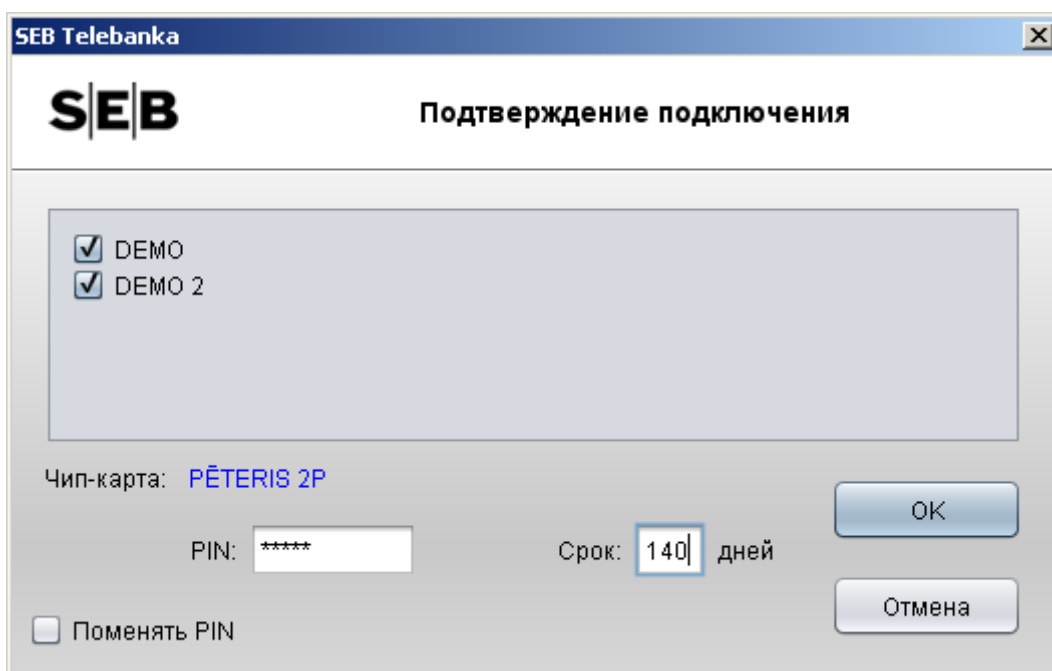 SEB Telebanka
S|E|B
Подтверждение подключения
DEMO
DEMO 2
Чип-карта: PĒTERIS 2P
OK
PIN: ***** Срок: 140 дней
Отмена
Поменять PIN